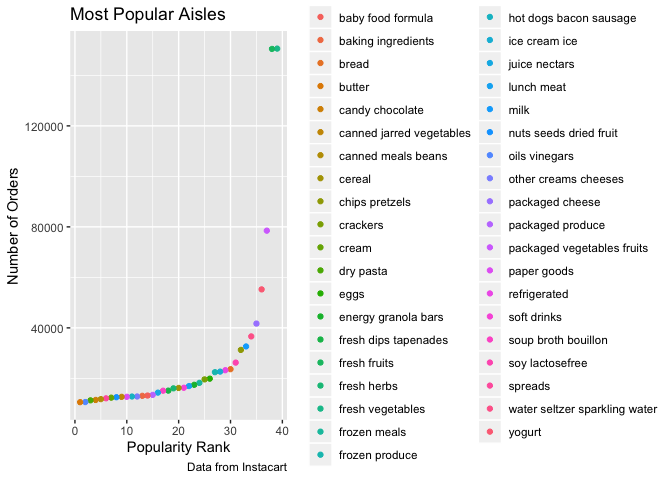 Most Popular Aisles
Number of Orders
120000
80000
40000
0
10
20
30
40
Popularity Rank
Data from Instacart
baby food formula
baking ingredients
bread
butter
candy chocolate
canned jarred vegetables
canned meals beans
cereal
chips pretzels
crackers
cream
dry pasta
eggs
energy granola bars
fresh dips tapenades
fresh fruits
fresh herbs
fresh vegetables
frozen meals
frozen produce
hot dogs bacon sausage
ice cream ice
juice nectars
lunch meat
milk
nuts seeds dried fruit
oils vinegars
other creams cheeses
packaged cheese
packaged produce
packaged vegetables fruits
paper goods
refrigerated
soft drinks
soup broth bouillon
soy lactosefree
spreads
water seltzer sparkling water
yogurt